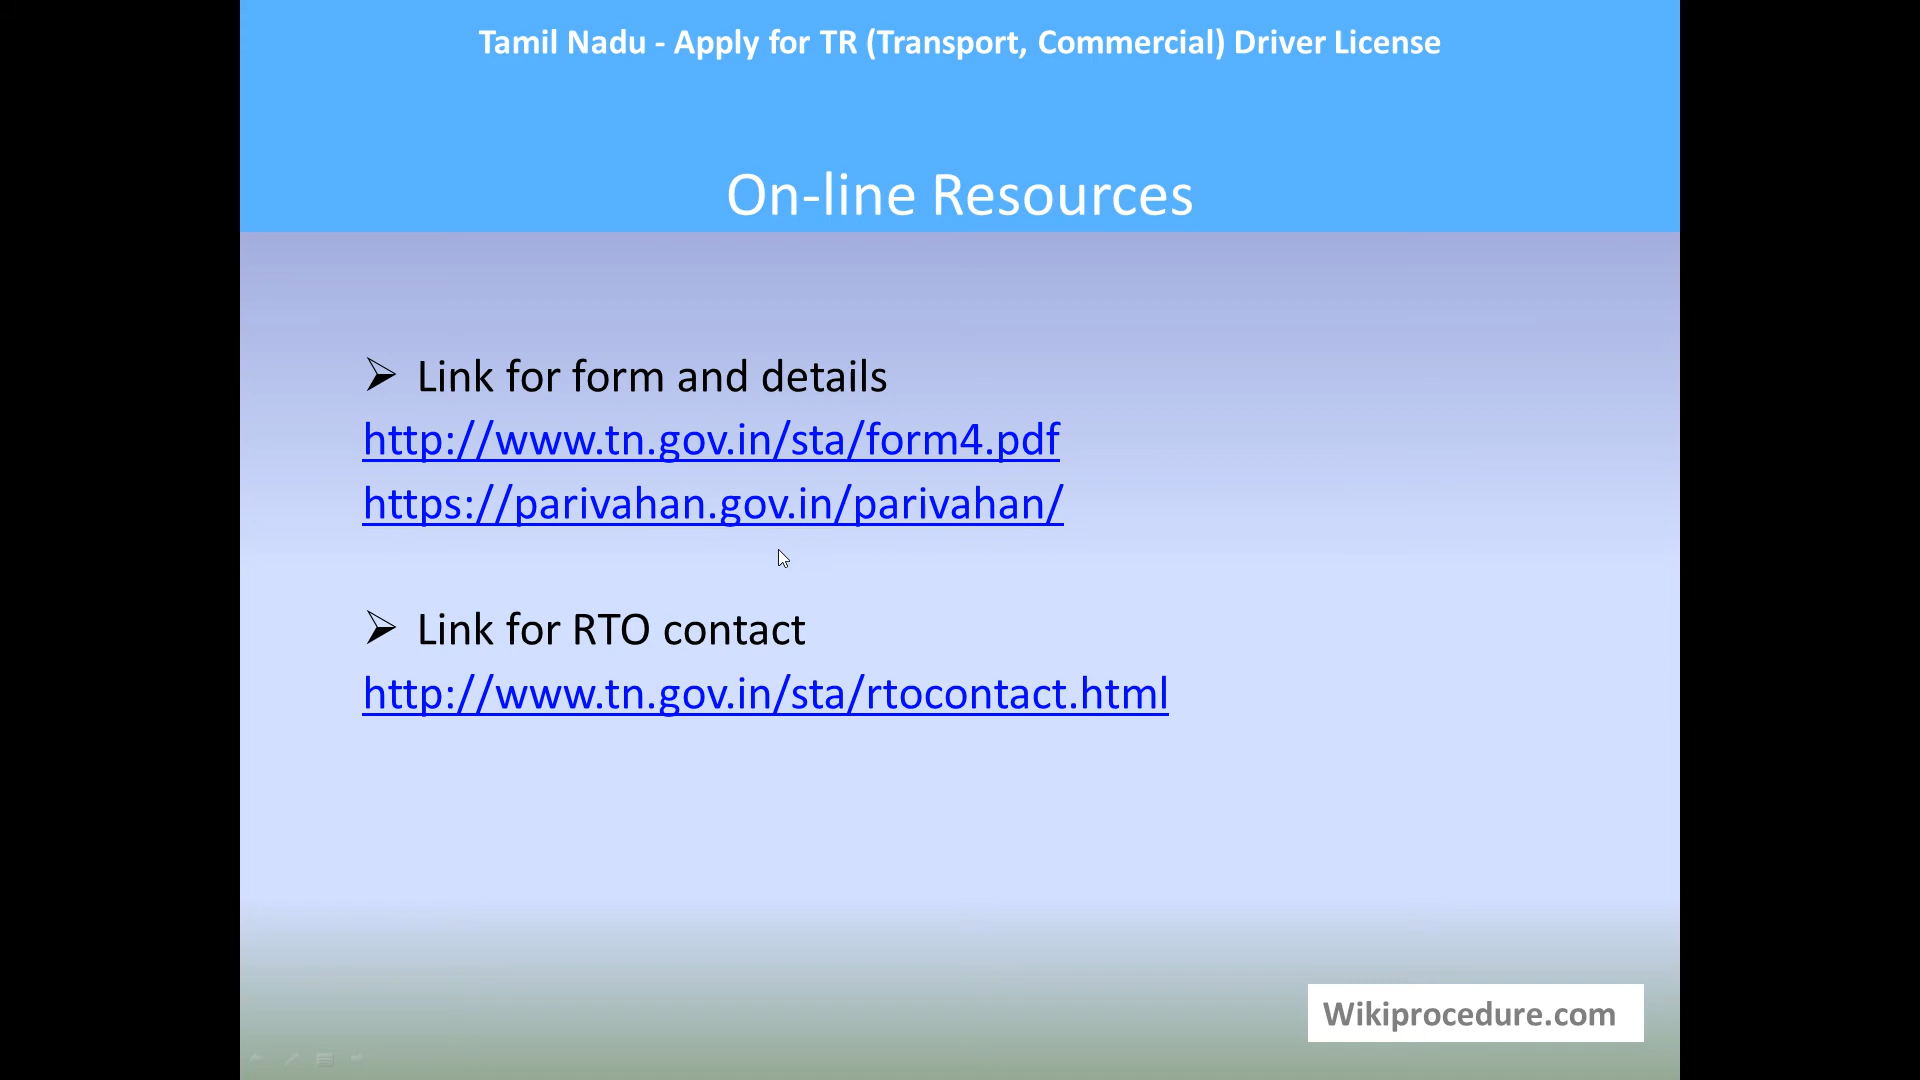 Tamil Nadu - Apply for TR (Transport, Commercial) Driver License
On-line Resources
Link for form and details
http://www.tn.gov.in/sta/form4.pdf
https://parivahan.gov.in/parivahan/
Link for RTO contact
http://www.tn.gov.in/sta/rtocontact.html
Wikiprocedure.com